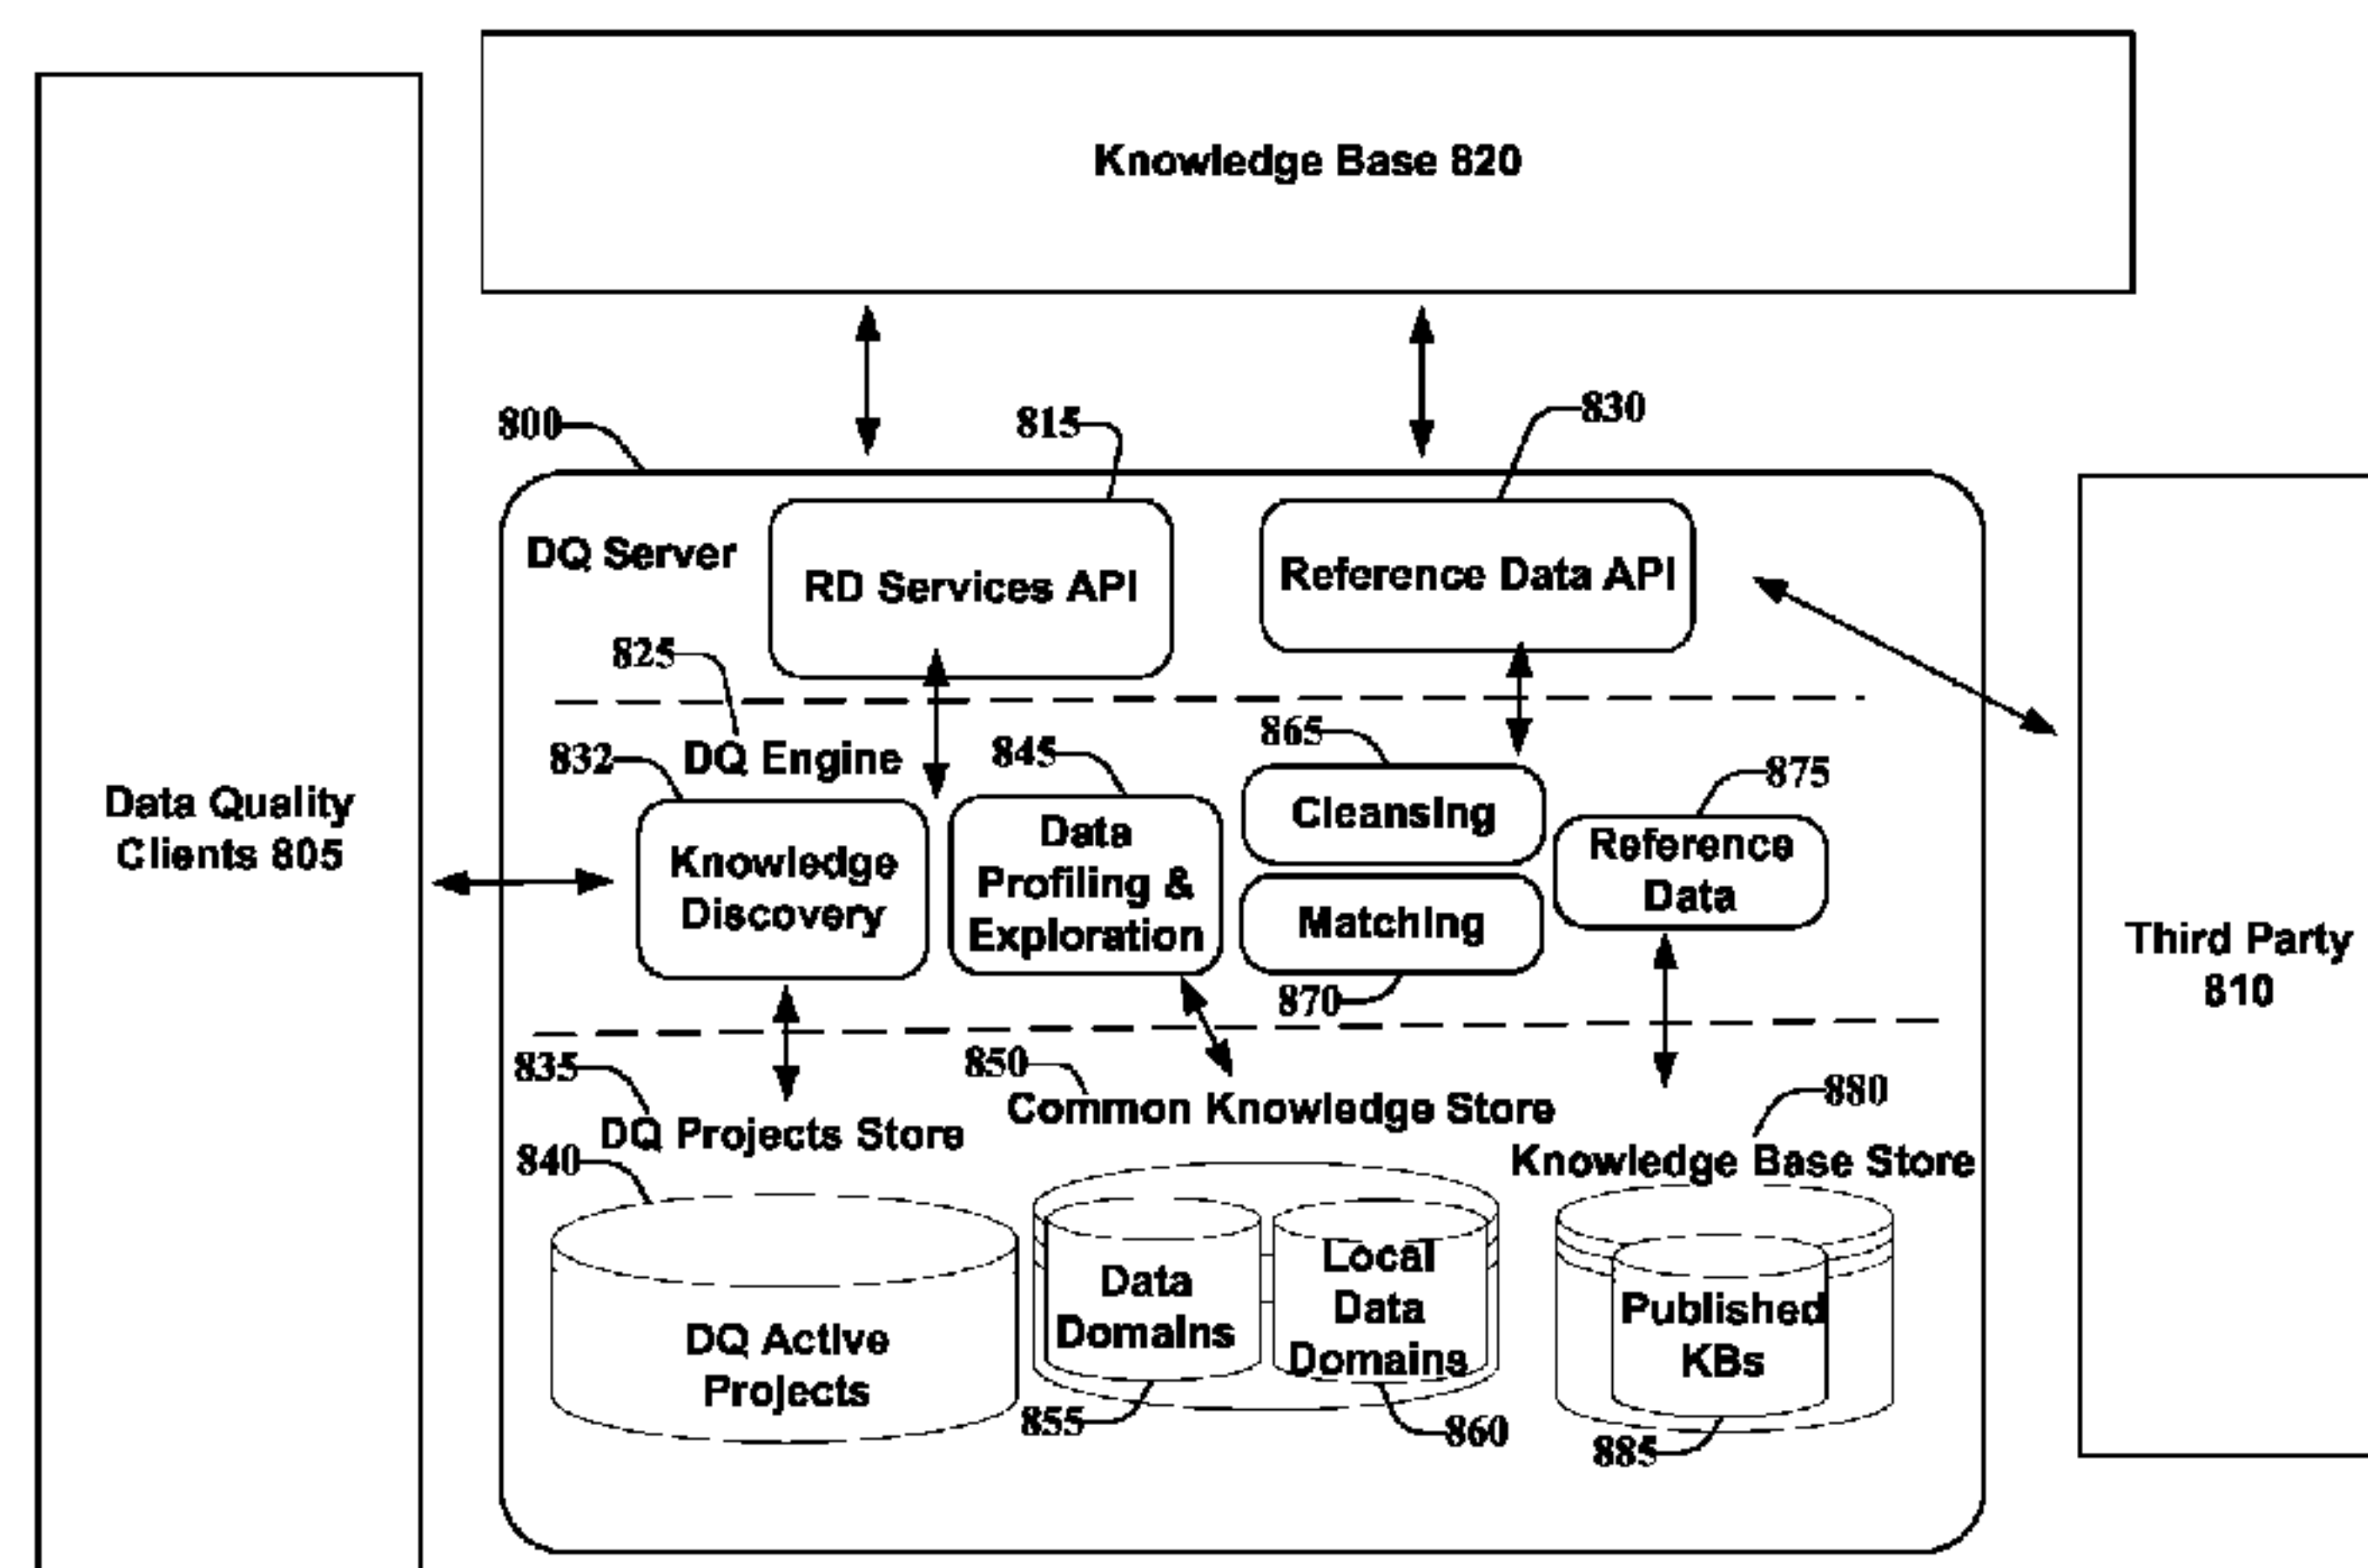 Knowledge Base 820
800
815
830
DQ Server
RD Services API
Reference Data API
825
832
DQ Engine
845
865
875
Data Quality
Clients 805
Knowledge
Discovery
Data
Profiling &
Exploration
Cleansing
Matching
870
Reference
Data
Third Party
810
835
DQ Projects Store
840
850
Common Knowledge Store
880
Knowledge Base Store
DQ Active
Projects
Data
Domains
Local
Data
Domains
Published
KBs
855
860
885